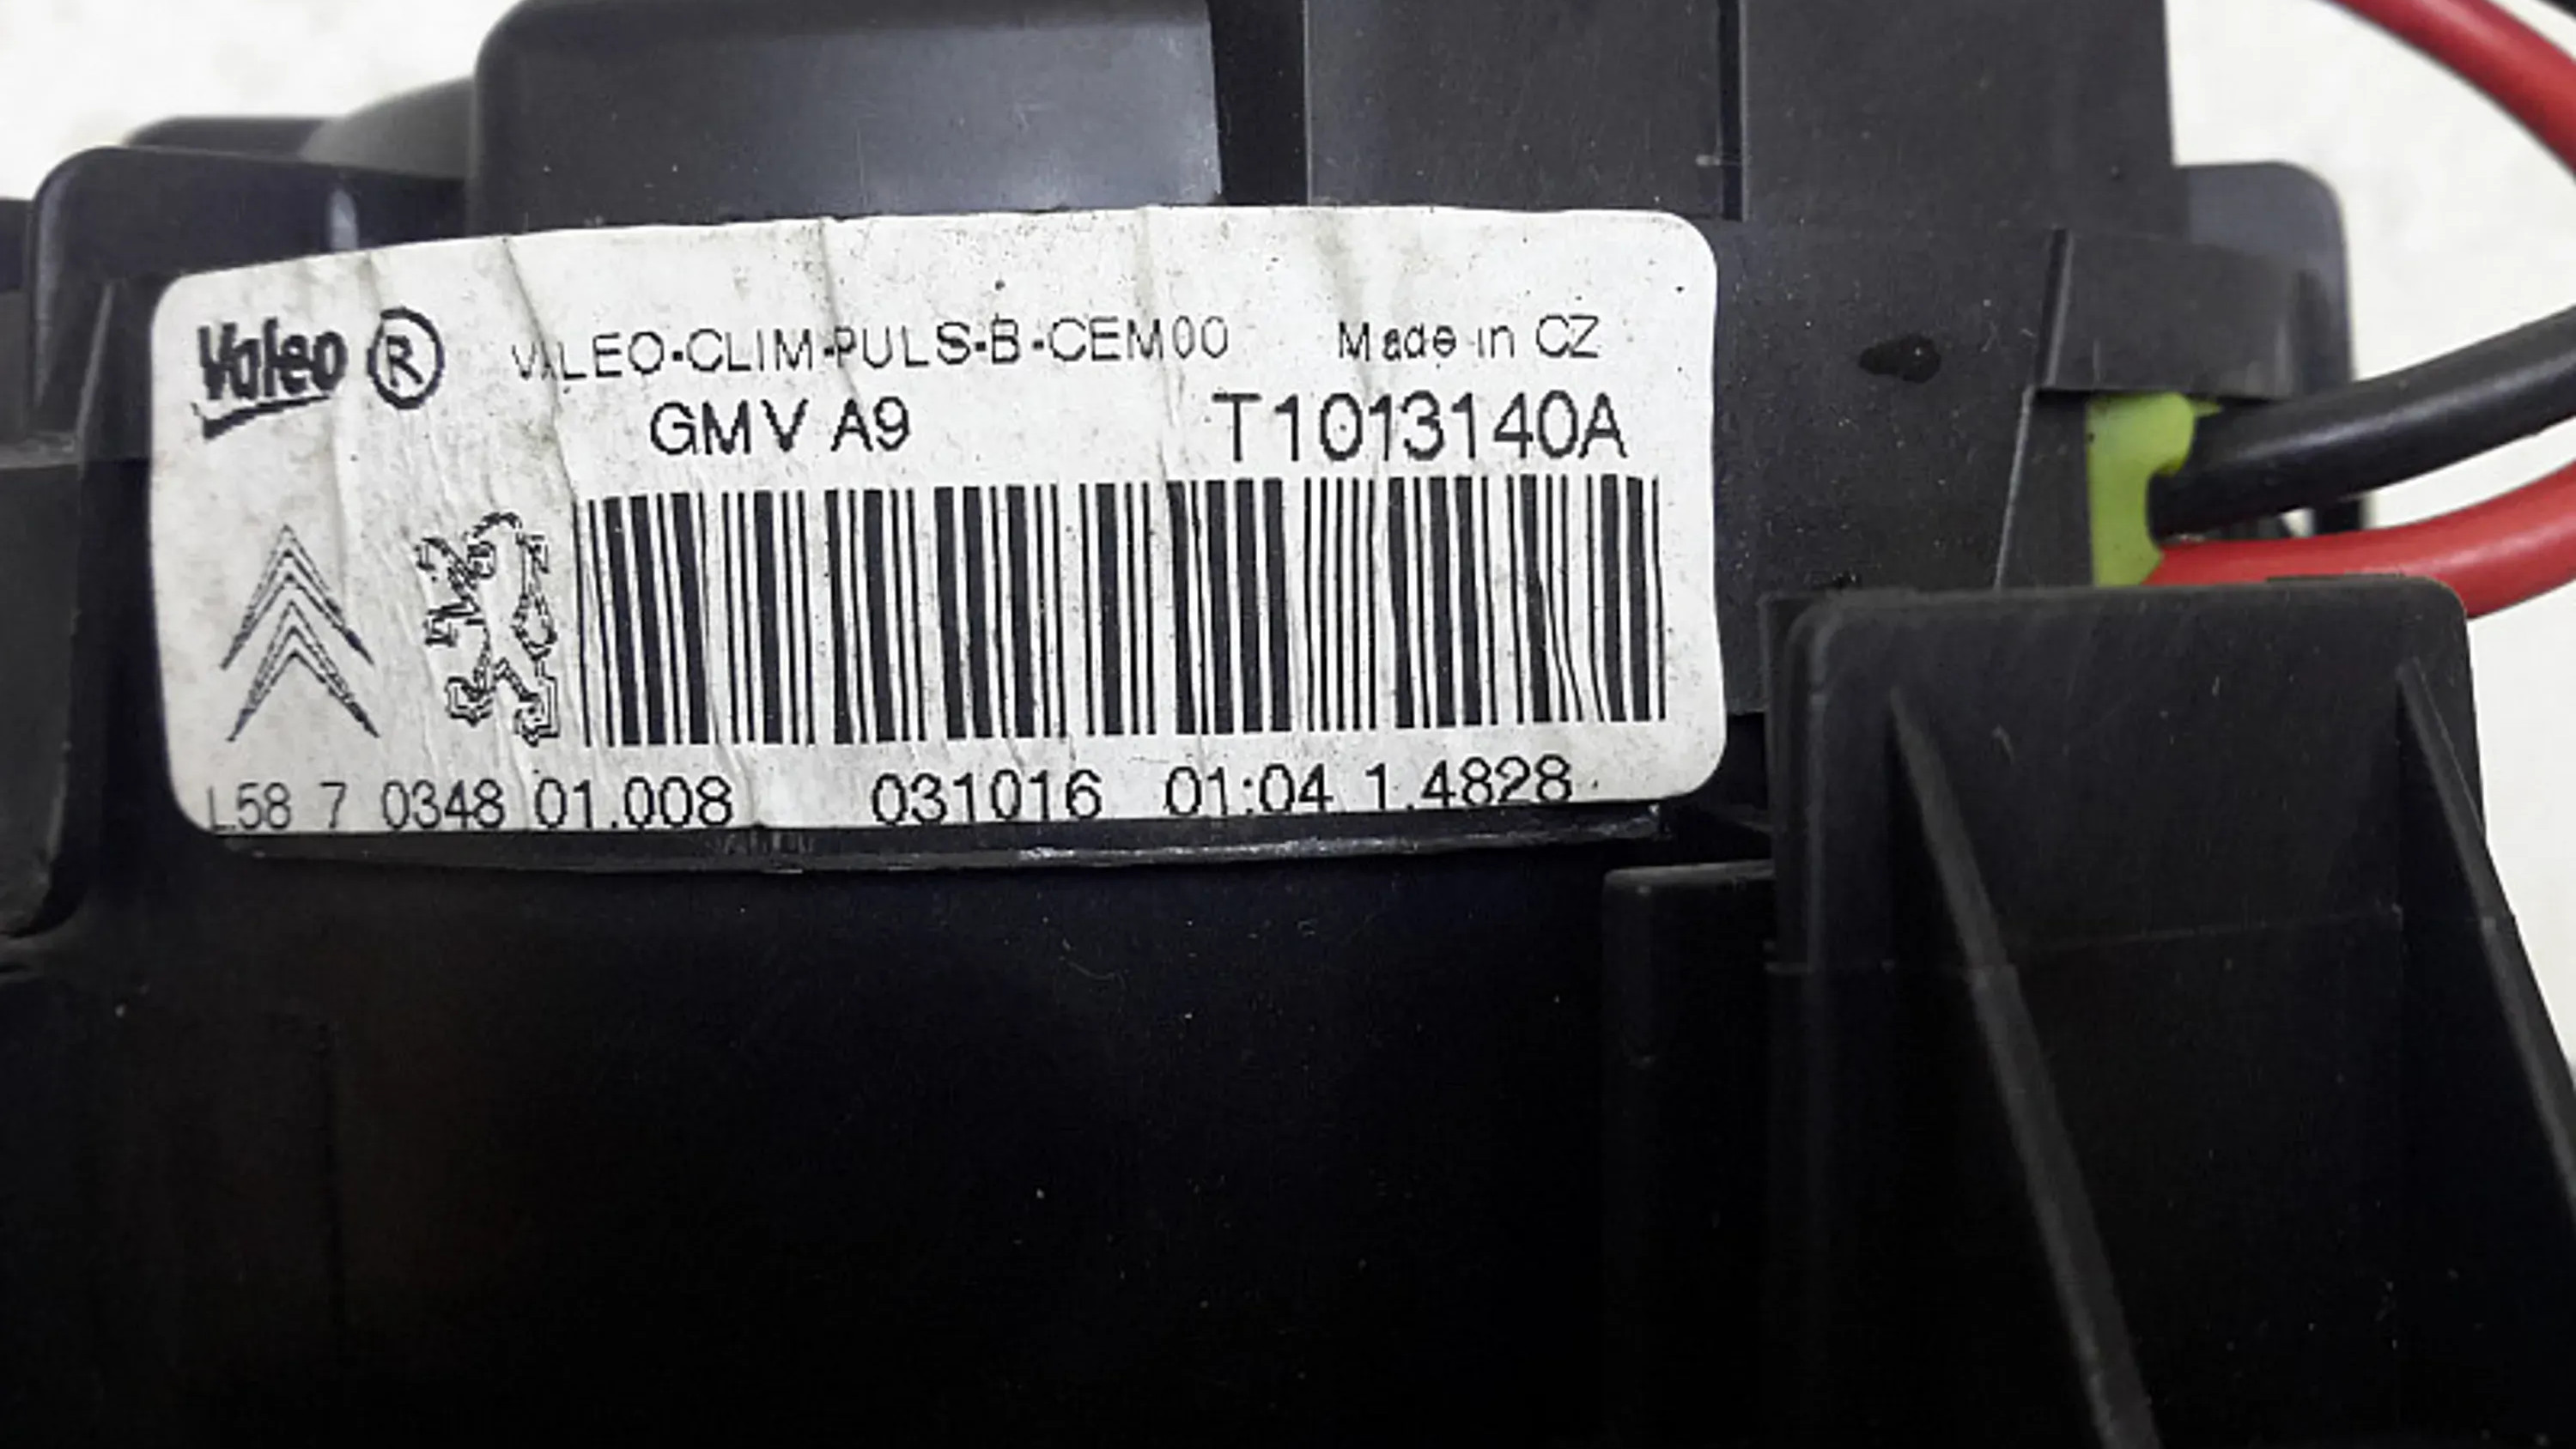 Valeo ® VALEO-CLIM-PULS-B-CEM00 Made in CZ
GMV A9 T1013140A
L58 7 0348 01.008 031016 01:04 1.4828